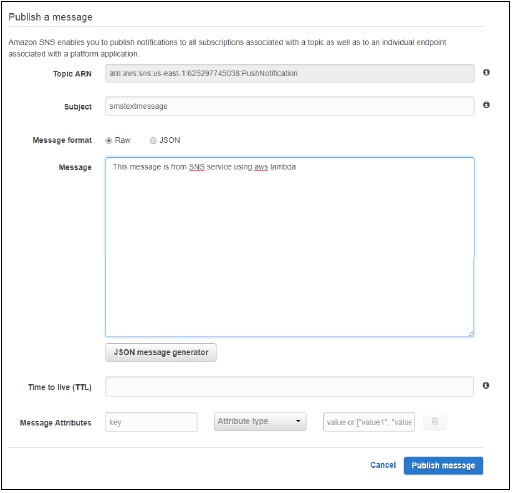 Publish a message
Amazon SNS enables you to publish notifications to all subscriptions associated with a topic as well as to an individual endpoint
associated with a platform application.
Topic ARN arn:aws:sns:us-east-1:625297745038:PushNotification
Subject smstextmessage
Message format Raw JSON
Message This message is from SNS service using aws lambda
JSON message generator
Time to live (TTL)
Message Attributes key Attribute type value or ["value1", "value
Cancel Publish message